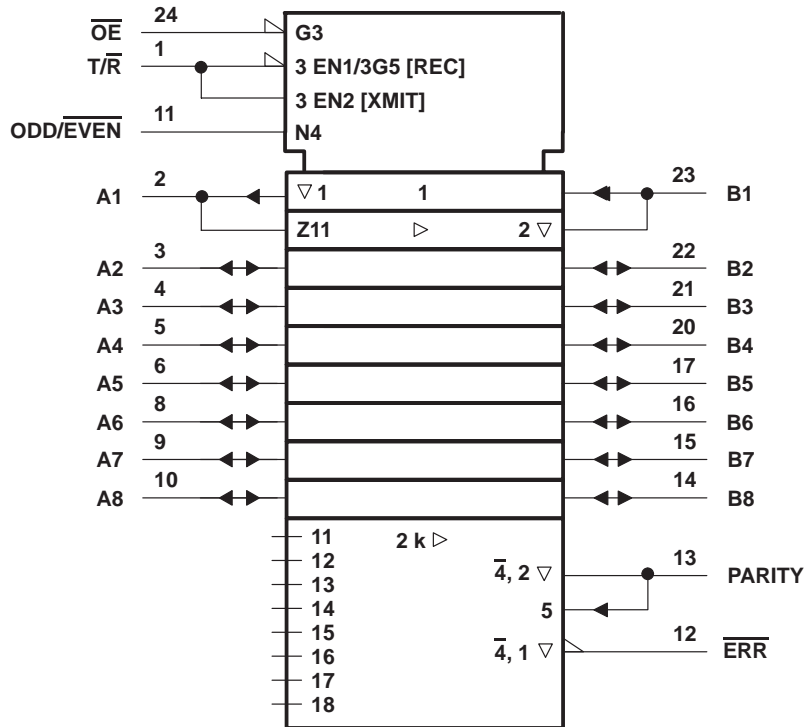 24
O̅E̅ G3
1
T/R̅ 3 EN1/3G5 [REC]
3 EN2 [XMIT]
11
ODD/E̅V̅E̅N̅ N4
2 23
A1 ▽ 1 1 B1
Z11 ▷ 2 ▽
3 22
A2 B2
4 21
A3 B3
5 20
A4 B4
6 17
A5 B5
8 16
A6 B6
9 15
A7 B7
10 14
A8 B8
11 2 k ▷
12 4̅, 2 ▽ 13 PARITY
13
14 5
15
16 4̅, 1 ▽ 12 E̅R̅R̅
17
18